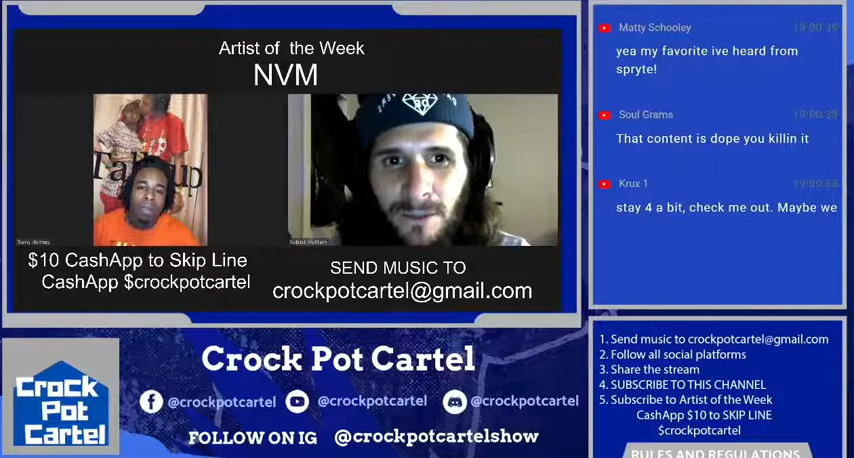 Artist of the Week
NVM
$10 CashApp to Skip Line
CashApp $crockpotcartel
SEND MUSIC TO
crockpotcartel@gmail.com
Matty Schooley
yea my favorite ive heard from
spryte!
Soul Grams
That content is dope you killin it
Krux 1
stay 4 a bit, check me out. Maybe we
Crock Pot Cartel
@crockpotcartel
@crockpotcartel
@crockpotcartel
FOLLOW ON IG @crockpotcartelshow
Crock
Pot
Cartel
1. Send music to crockpotcartel@gmail.com
2. Follow all social platforms
3. Share the stream
4. SUBSCRIBE TO THIS CHANNEL
5. Subscribe to Artist of the Week
CashApp $10 to SKIP LINE
$crockpotcartel
RULES AND REGULATIONS